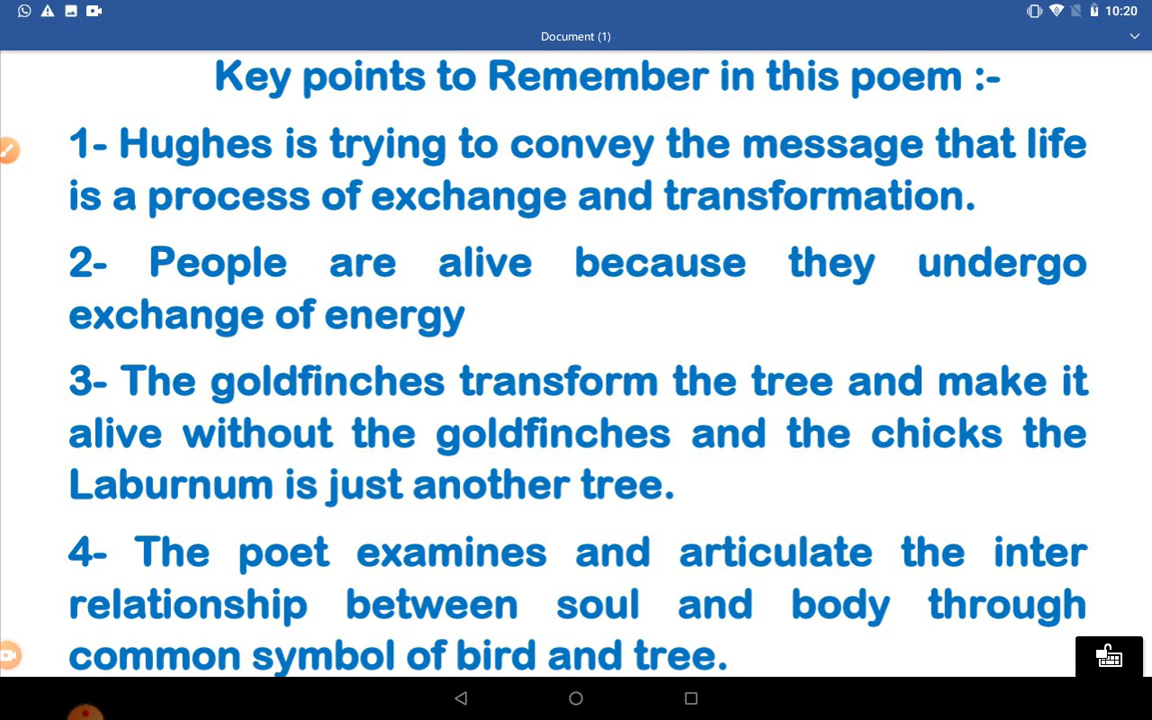 10:20
Document (1)
Key points to Remember in this poem :-
1- Hughes is trying to convey the message that life
is a process of exchange and transformation.
2- People are alive because they undergo
exchange of energy
3- The goldfinches transform the tree and make it
alive without the goldfinches and the chicks the
Laburnum is just another tree.
4- The poet examines and articulate the inter
relationship between soul and body through
common symbol of bird and tree.